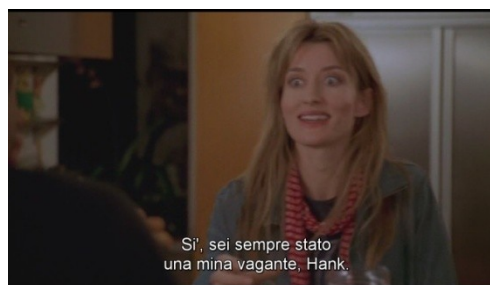 Si', sei sempre stato
una mina vagante, Hank.